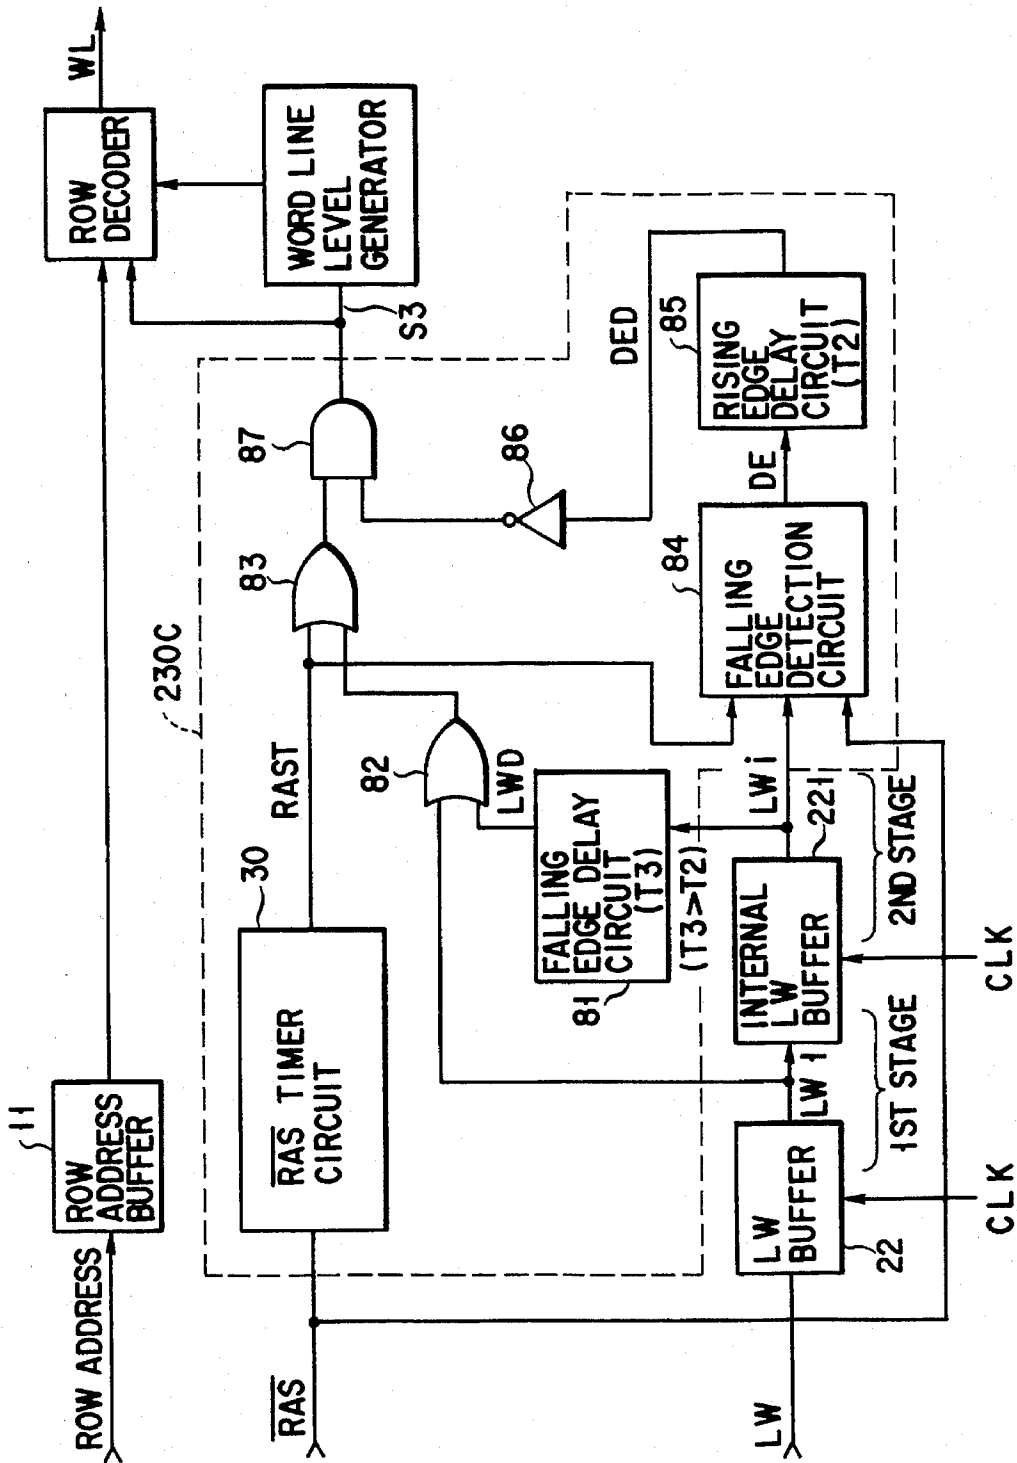 ROW ADDRESS
11
ROW
ADDRESS
BUFFER
ROW
DECODER
WL
WORD LINE
LEVEL
GENERATOR
S3
230C
RAS
30
RAS TIMER
CIRCUIT
RAST
82
83
87
86
LWD
81
FALLING
EDGE DELAY
CIRCUIT
(T3)
(T3>T2)
DED
84
FALLING
EDGE
DETECTION
CIRCUIT
DE
85
RISING
EDGE
DELAY
CIRCUIT
(T2)
LW
LW
BUFFER
22
LW 1
INTERNAL
LW
BUFFER
221
LWi
1ST STAGE
2ND STAGE
CLK
CLK